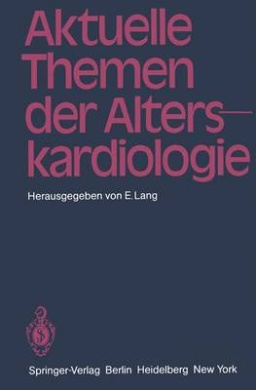 Aktuelle
Themen
der Alters–
kardiologie
Herausgegeben von E. Lang
Springer-Verlag Berlin Heidelberg New York